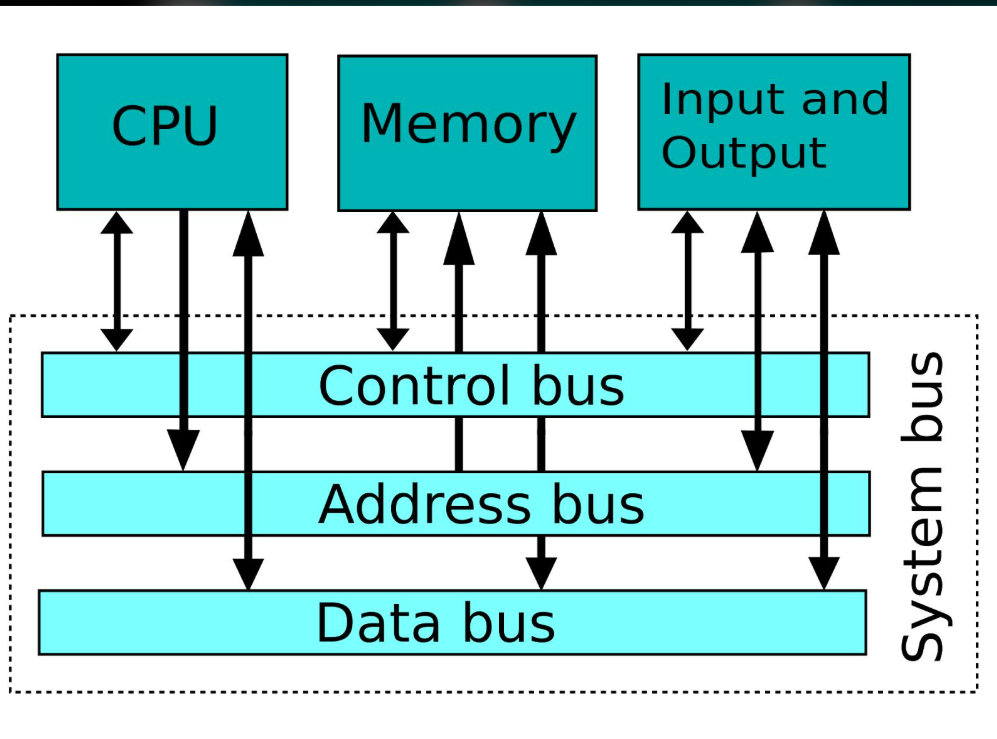 CPU
Memory
Input and
Output
Control bus
Address bus
Data bus
System bus